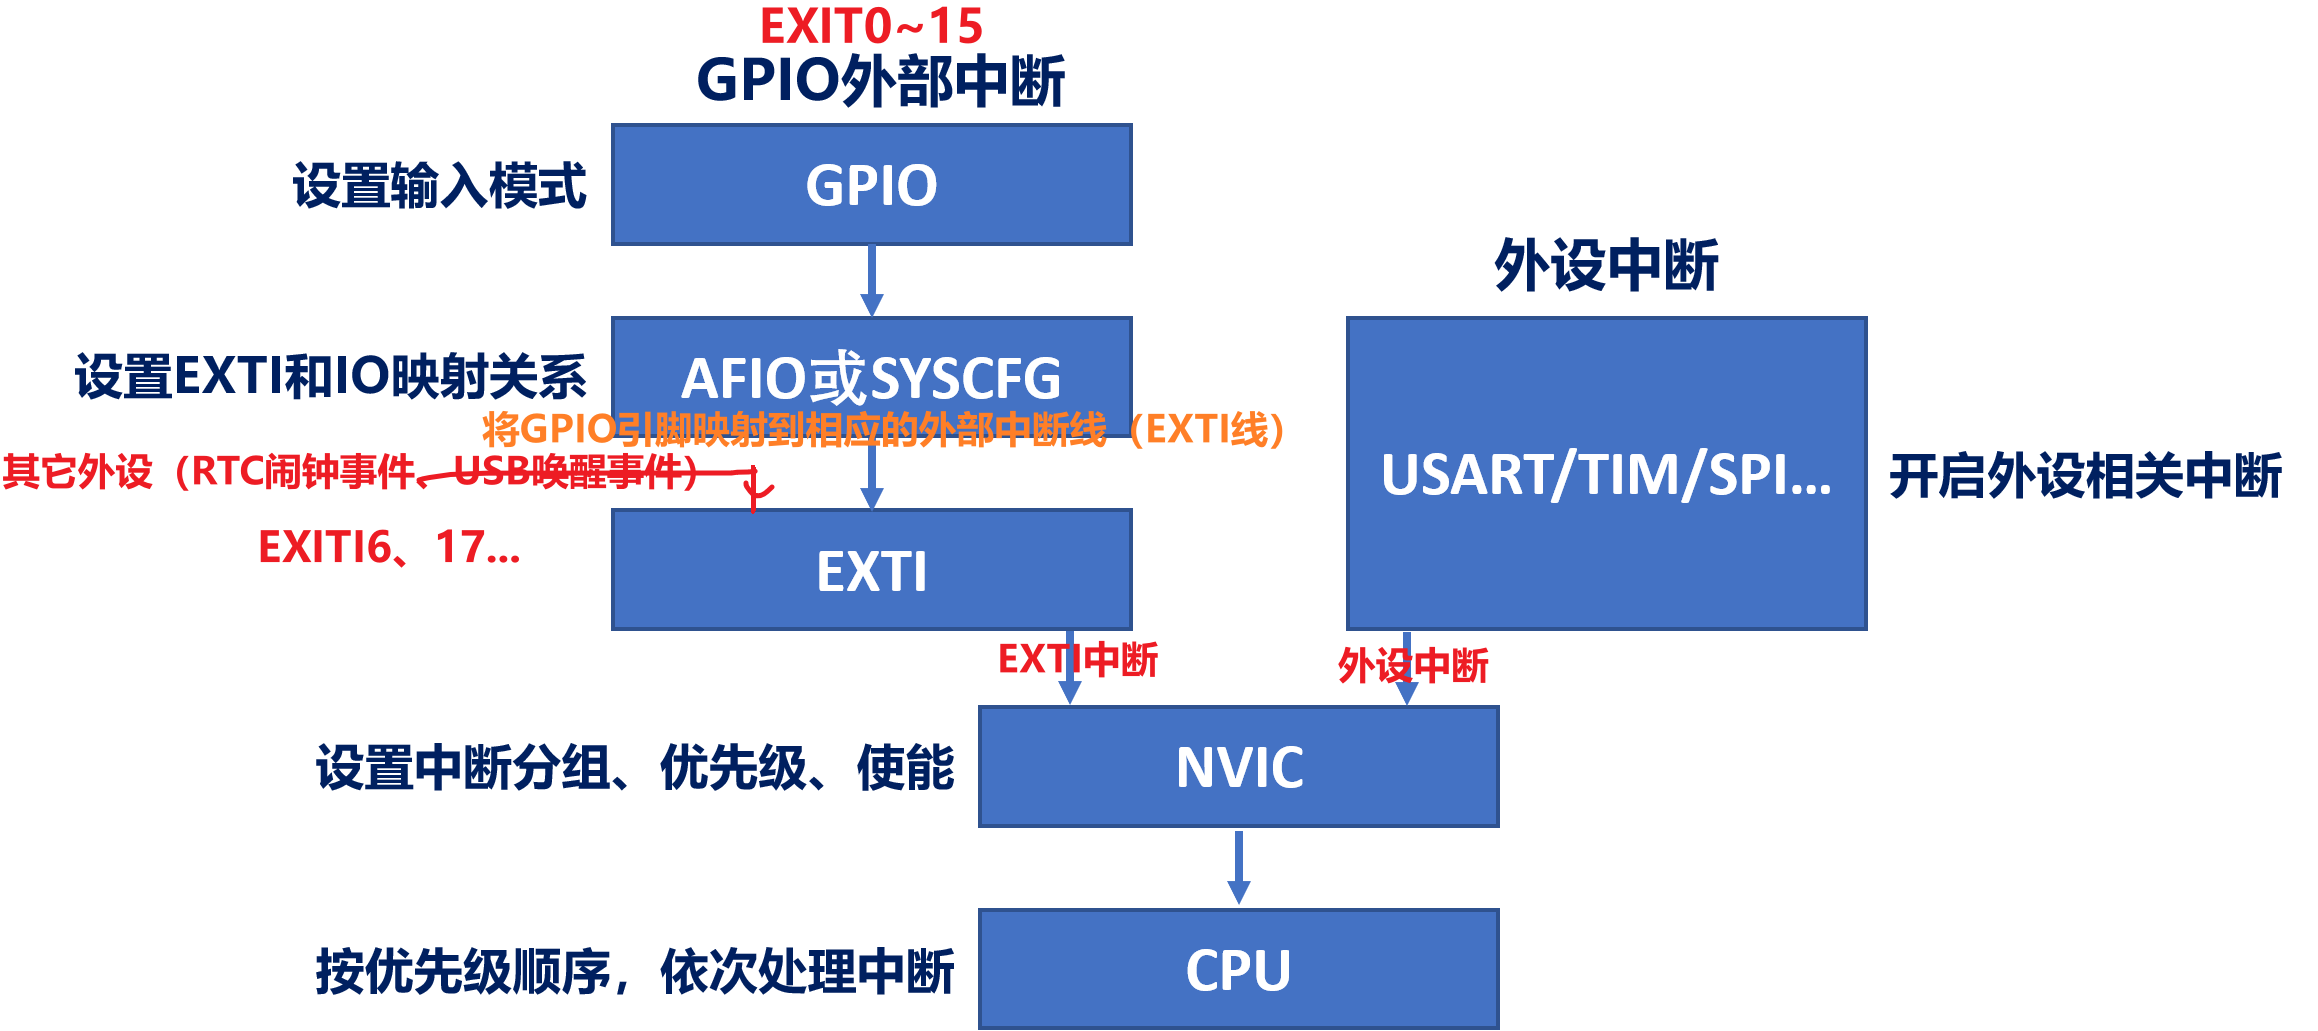 EXIT0~15
GPIO外部中断
设置输入模式
GPIO
外设中断
设置EXTI和IO映射关系
AFIO或SYSCFG
将GPIO引脚映射到相应的外部中断线（EXTI线）
其它外设（RTC闹钟事件、USB唤醒事件）
USART/TIM/SPI...
开启外设相关中断
EXITI6、17...
EXTI
EXTI中断
外设中断
设置中断分组、优先级、使能
NVIC
按优先级顺序，依次处理中断
CPU